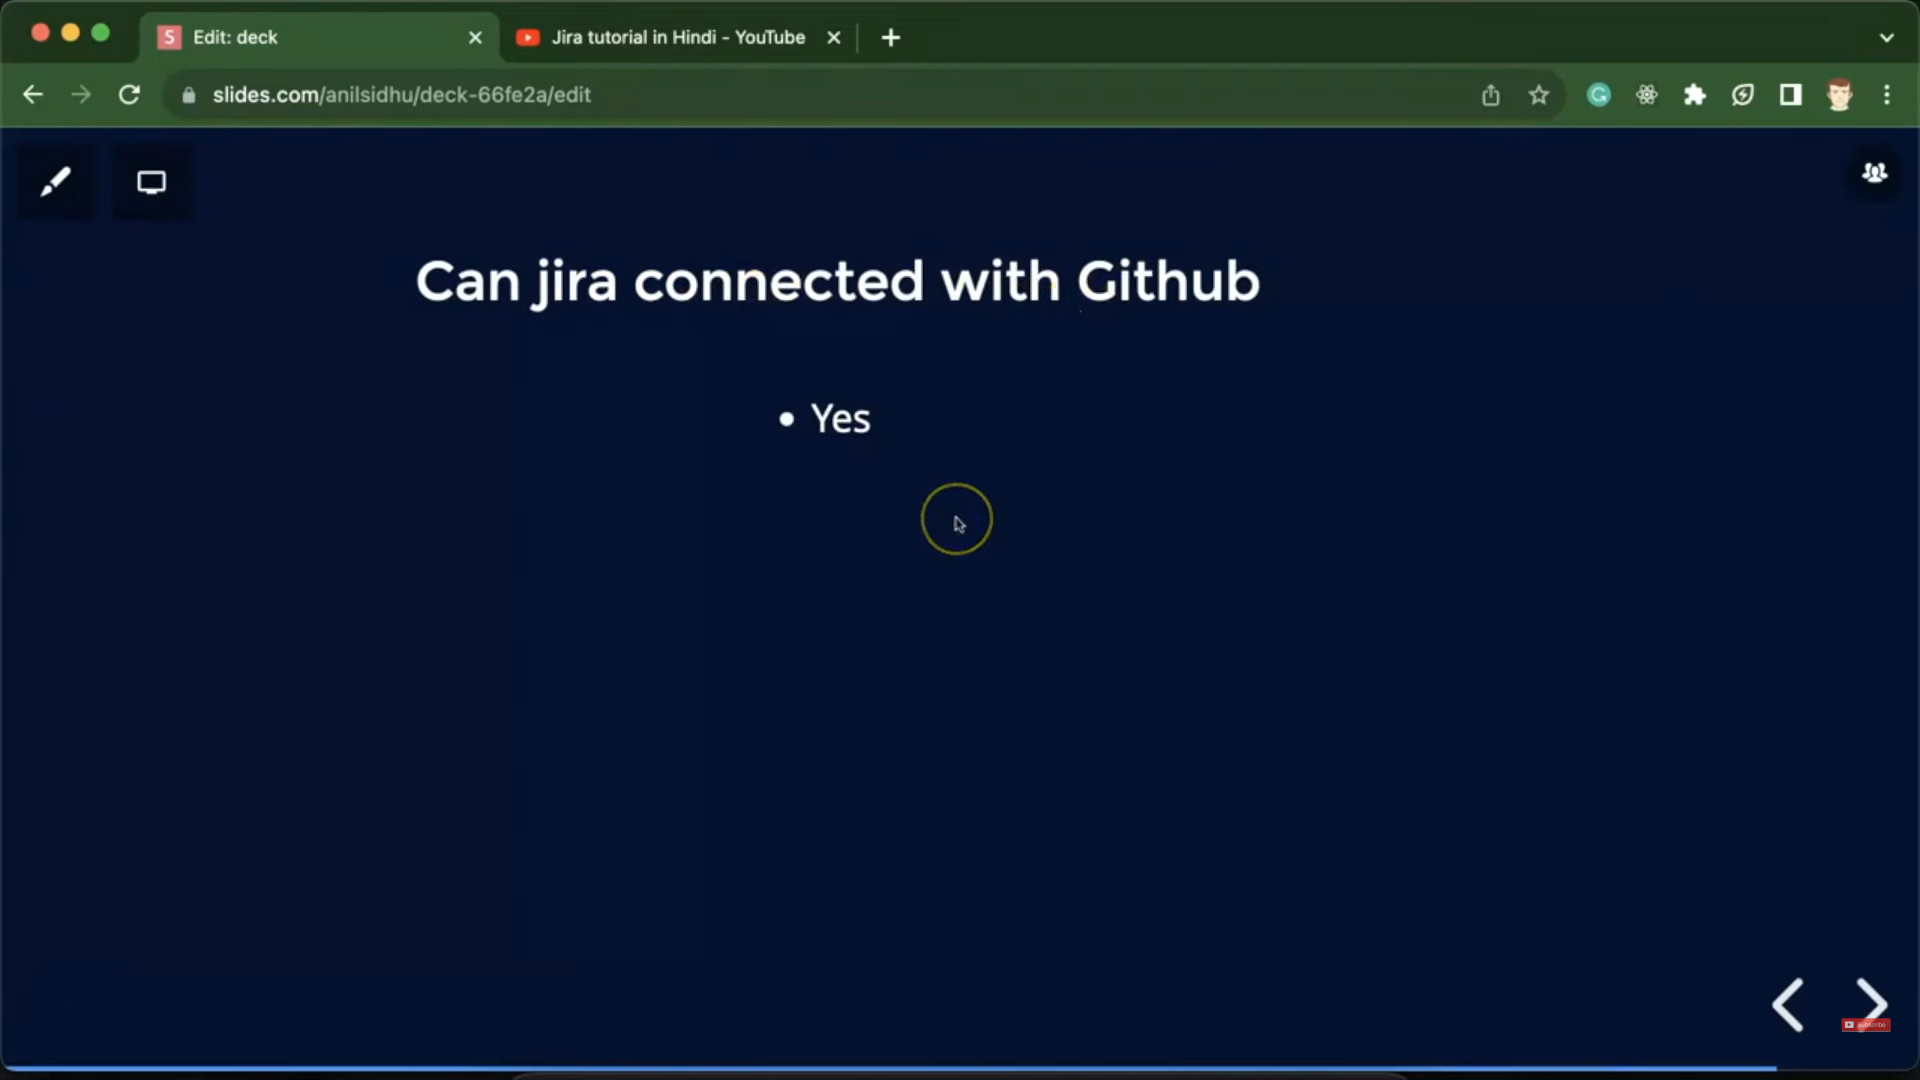 Edit: deck
Jira tutorial in Hindi - YouTube
slides.com/anilsidhu/deck-66fe2a/edit
Can jira connected with Github
• Yes
Subscribe